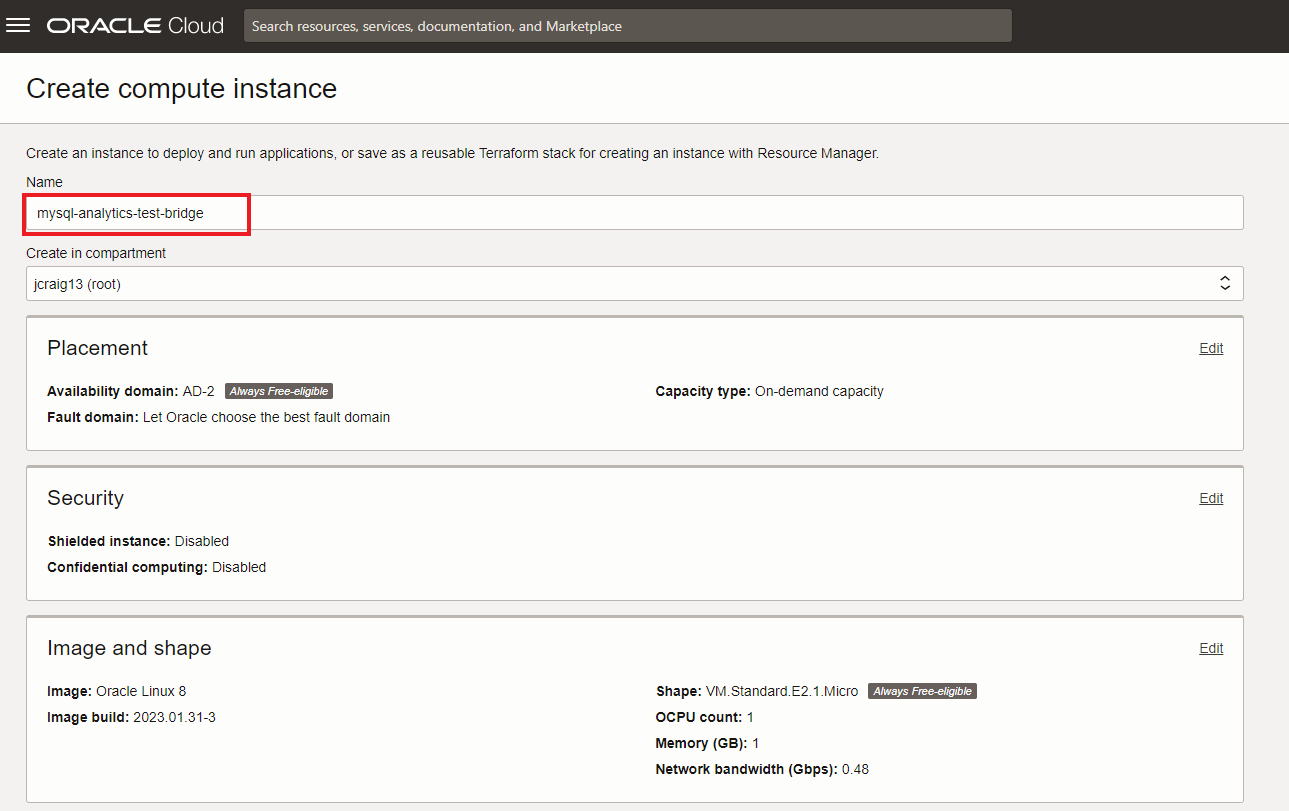 ORACLE Cloud
Search resources, services, documentation, and Marketplace
Create compute instance
Create an instance to deploy and run applications, or save as a reusable Terraform stack for creating an instance with Resource Manager.
Name
mysql-analytics-test-bridge
Create in compartment
jcraig13 (root)
Placement
Edit
Availability domain: AD-2 Always Free-eligible
Capacity type: On-demand capacity
Fault domain: Let Oracle choose the best fault domain
Security
Edit
Shielded instance: Disabled
Confidential computing: Disabled
Image and shape
Edit
Image: Oracle Linux 8
Image build: 2023.01.31-3
Shape: VM.Standard.E2.1.Micro Always Free-eligible
OCPU count: 1
Memory (GB): 1
Network bandwidth (Gbps): 0.48